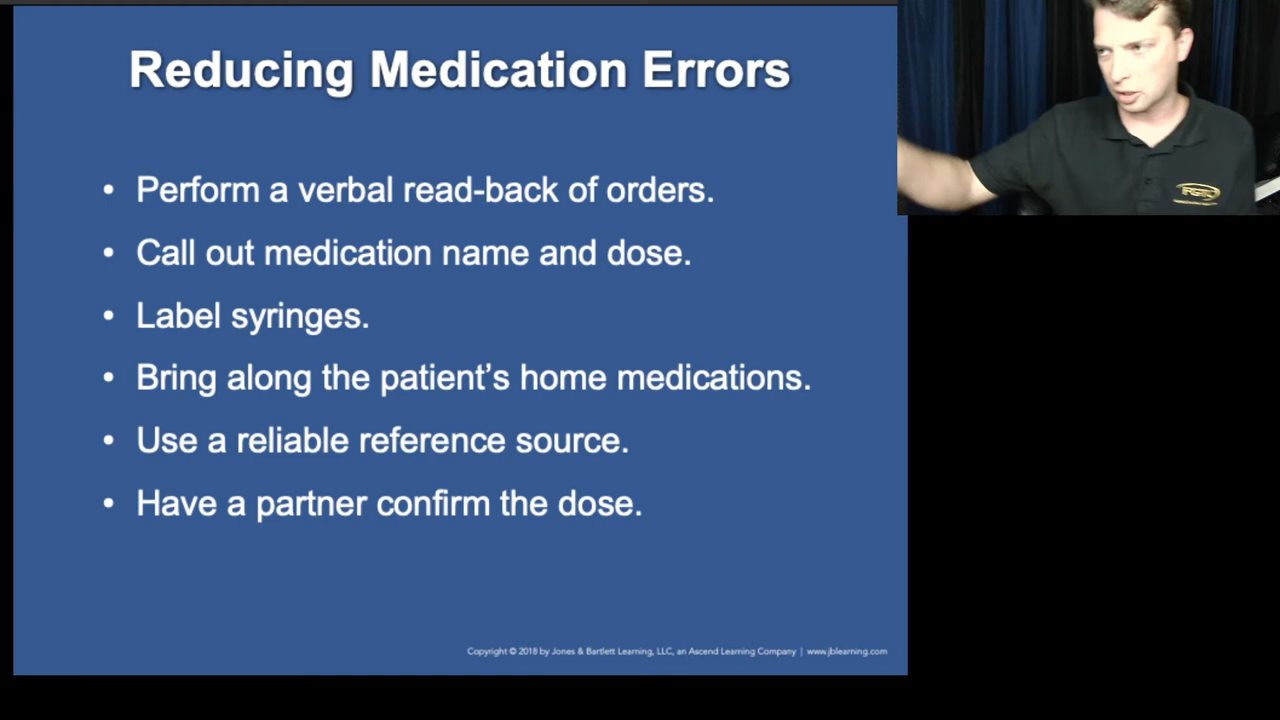 Reducing Medication Errors
• Perform a verbal read-back of orders.
• Call out medication name and dose.
• Label syringes.
• Bring along the patient’s home medications.
• Use a reliable reference source.
• Have a partner confirm the dose.
Copyright © 2018 by Jones & Bartlett Learning, LLC, an Ascend Learning Company | www.jblearning.com